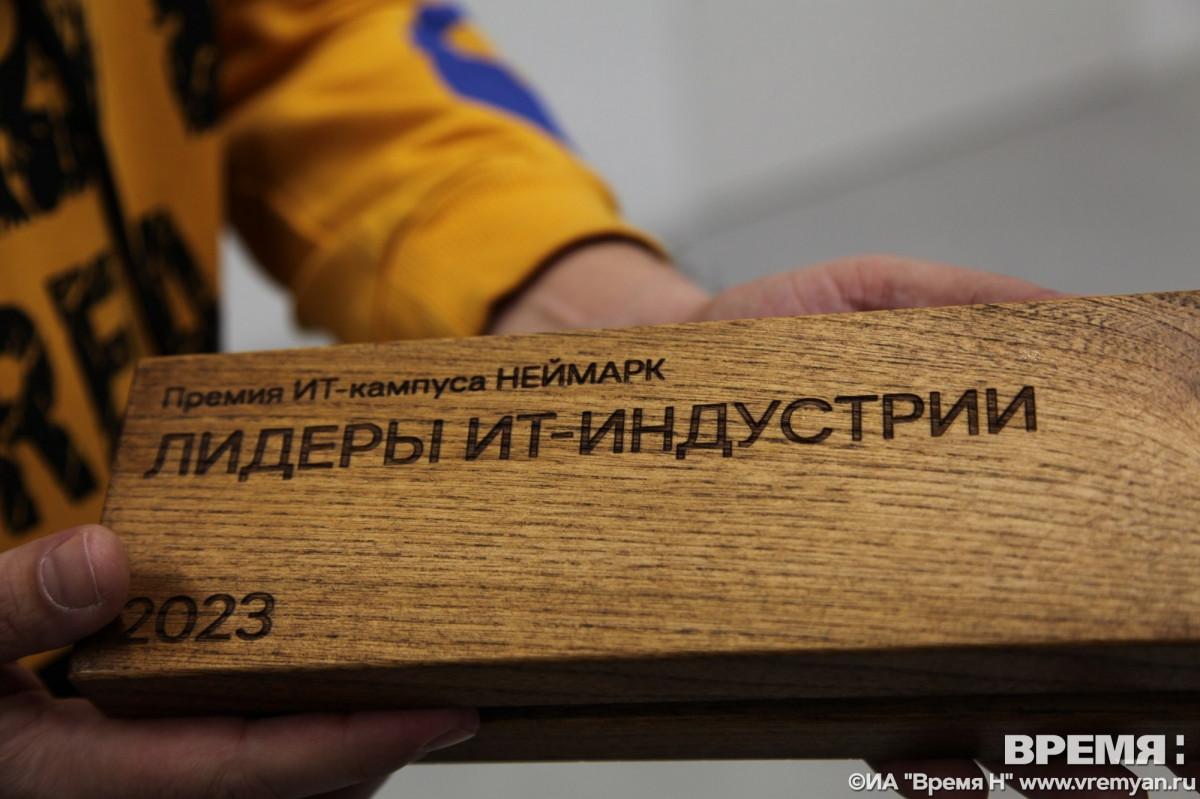 Премия ИТ-кампуса НЕЙМАРК
ЛИДЕРЫ ИТ-ИНДУСТРИИ
2023
ВРЕМЯ:
©ИА "Время Н" www.vremyan.ru